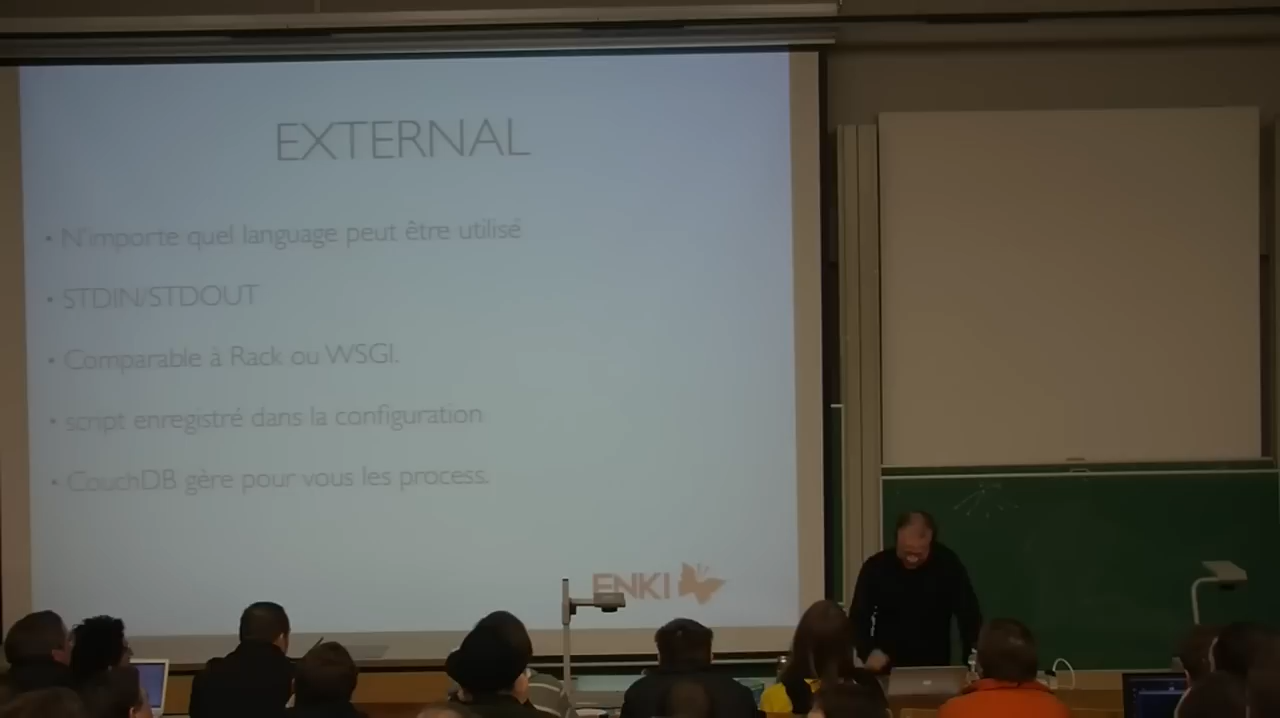 EXTERNAL
• N'importe quel language peut être utilisé
• STDIN/STDOUT
• Comparable à Rack ou WSGI.
• script enregistré dans la configuration
• CouchDB gère pour vous les process.
ENKI